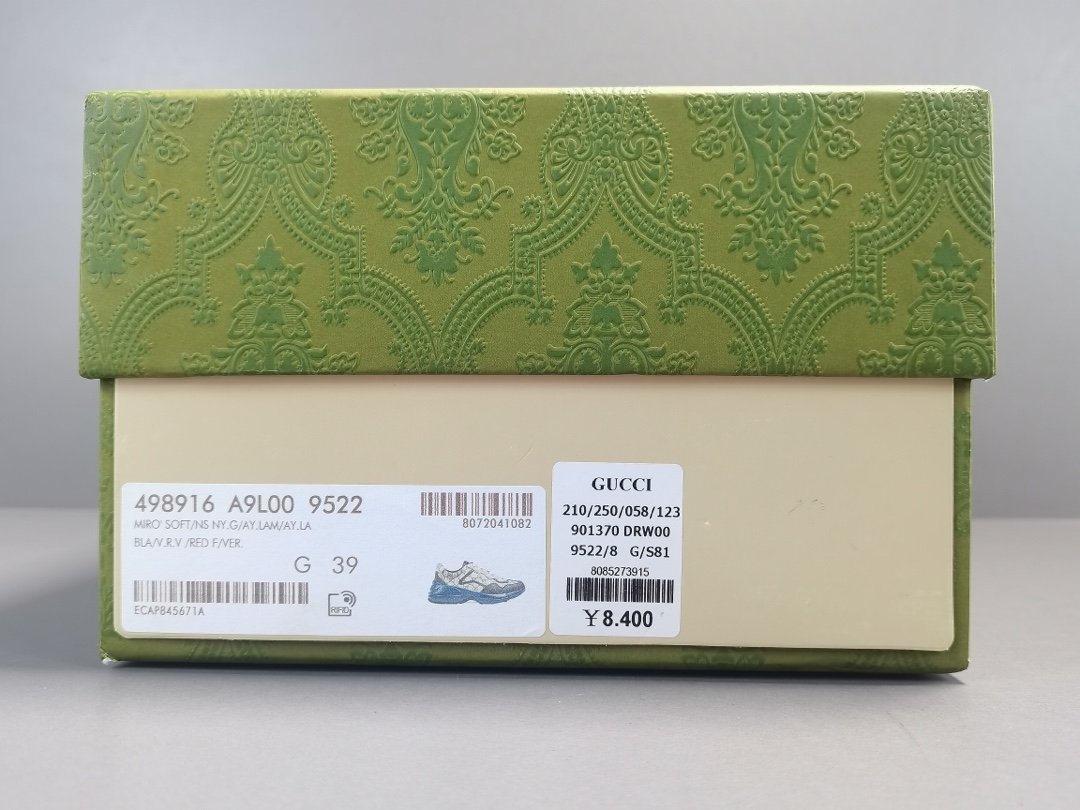 498916 A9L00 9522
MIRO' SOFT/NS NY.G/AY.LAM/AY.LA
BLA/V.R.V /RED F/VER.
G 39
ECAP845671A
RFID
8072041082
GUCCI
210/250/058/123
901370 DRW00
9522/8 G/S81
8085273915
¥8.400